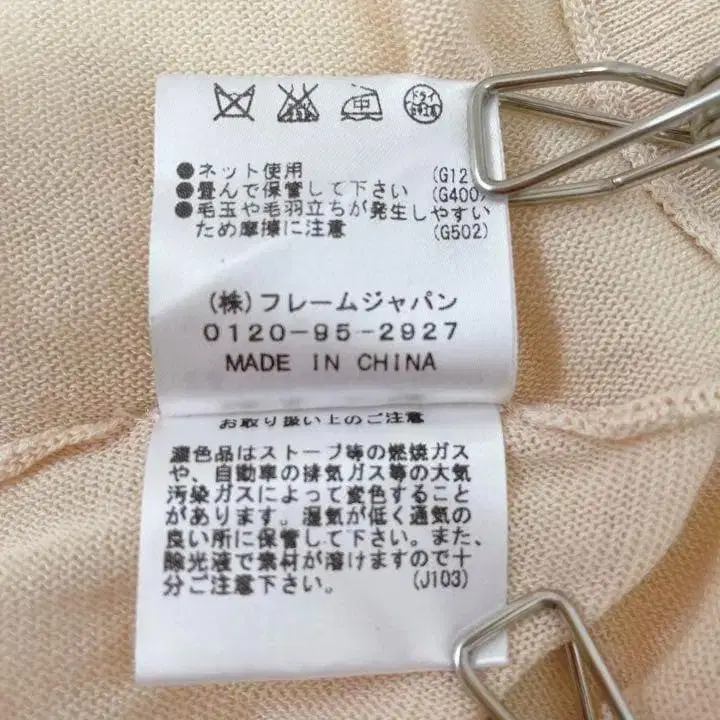 ドライ
中
●ネット使用 (G12
●畳んで保管して下さい (G400)
●毛玉や毛羽立ちが発生しやすい
ため摩擦に注意 (G502)
(株)フレームジャパン
0120-95-2927
MADE IN CHINA
お取り扱い上のご注意
濃色品はストーブ等の燃焼ガス
や、自動車の排気ガス等の大気
汚染ガスによって変色すること
があります。湿気が低く通気の
良い所に保管して下さい。また、
除光液で素材が溶けますので十
分ご注意下さい。 (J103)